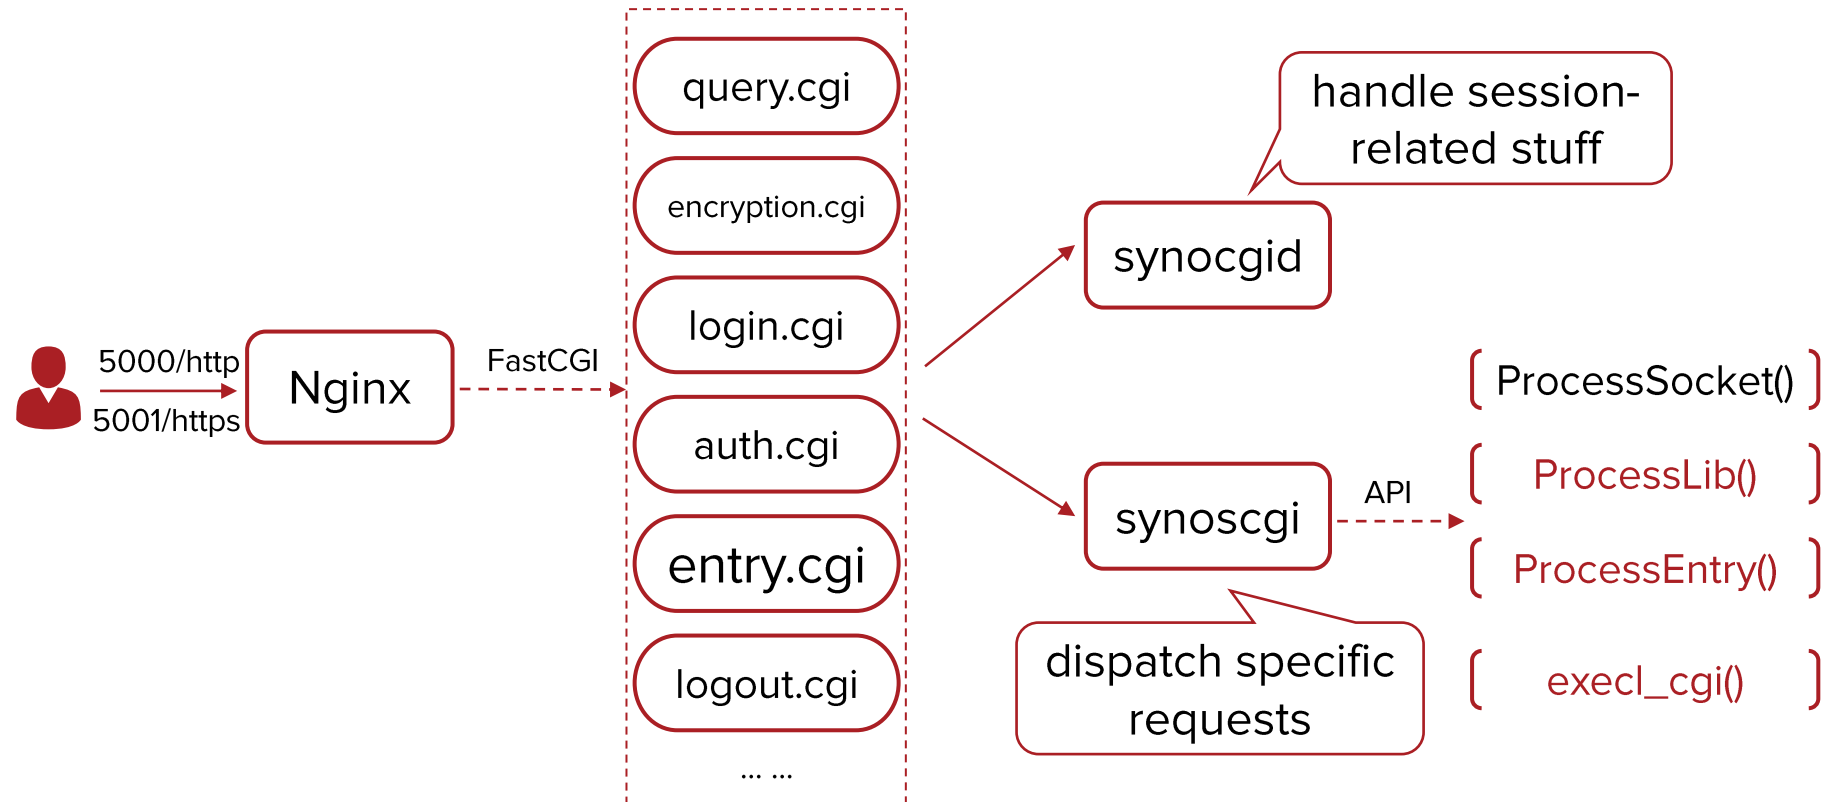 5000/http
5001/https
Nginx
FastCGI
query.cgi
encryption.cgi
login.cgi
auth.cgi
entry.cgi
logout.cgi
... ...
handle session-
related stuff
synocgid
synoscgi
dispatch specific
requests
API
ProcessSocket()
ProcessLib()
ProcessEntry()
execl_cgi()